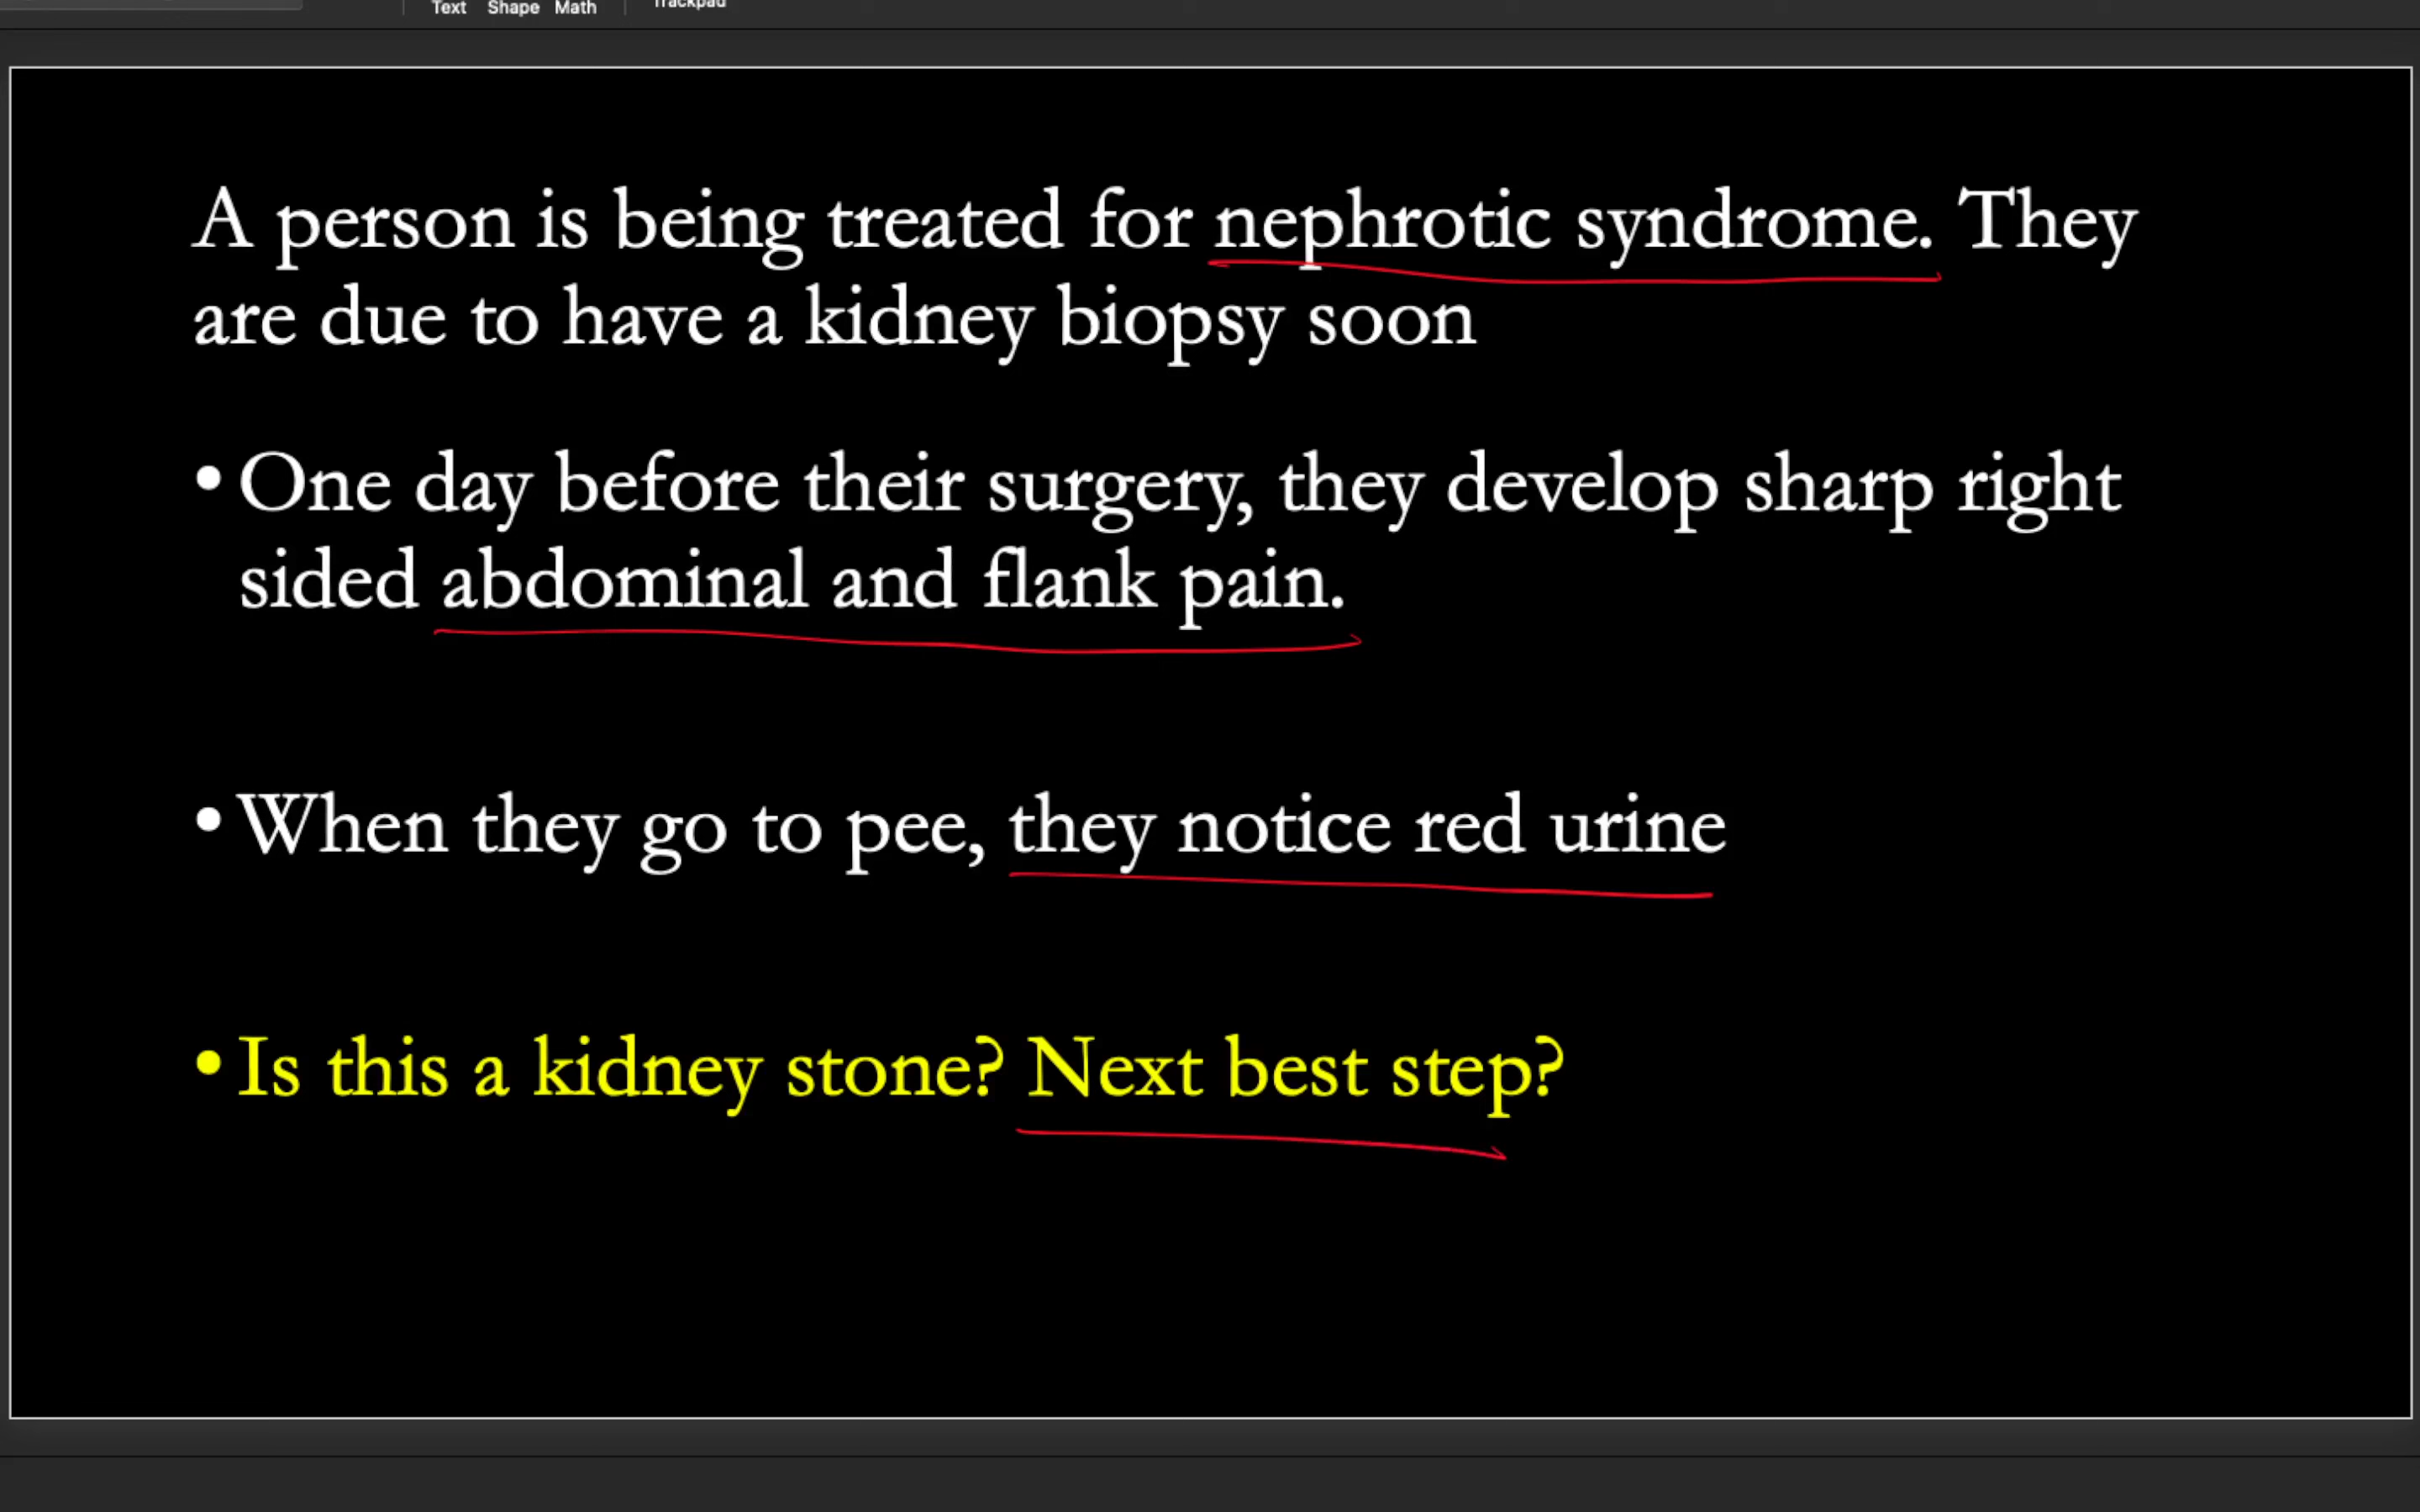 Text Shape Math Trackpad
A person is being treated for nephrotic syndrome. They
are due to have a kidney biopsy soon
• One day before their surgery, they develop sharp right
sided abdominal and flank pain.
• When they go to pee, they notice red urine
• Is this a kidney stone? Next best step?